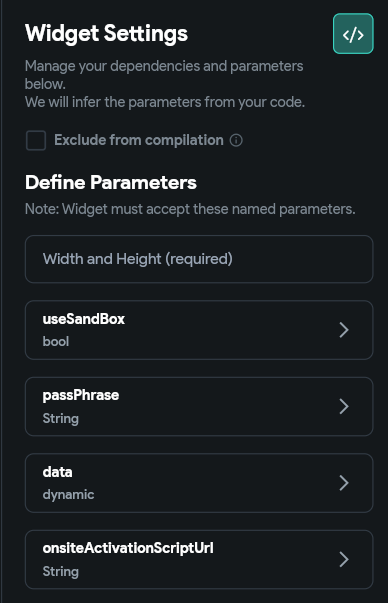 Widget Settings
</>
Manage your dependencies and parameters
below.
We will infer the parameters from your code.
Exclude from compilation
Define Parameters
Note: Widget must accept these named parameters.
Width and Height (required)
useSandBox
bool
passPhrase
String
data
dynamic
onsiteActivationScriptUrl
String